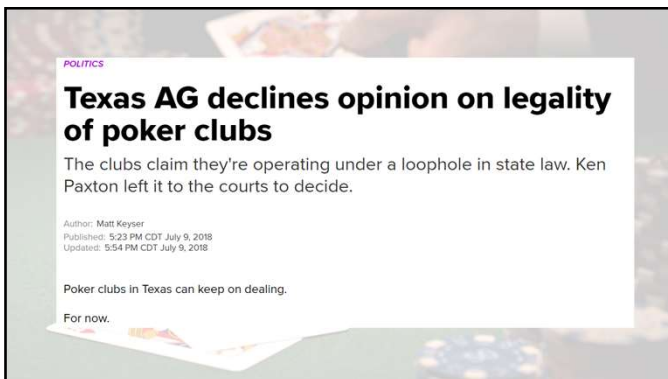 POLITICS
Texas AG declines opinion on legality
of poker clubs
The clubs claim they're operating under a loophole in state law. Ken
Paxton left it to the courts to decide.
Author: Matt Keyser
Published: 5:23 PM CDT July 9, 2018
Updated: 5:54 PM CDT July 9, 2018
Poker clubs in Texas can keep on dealing.
For now.